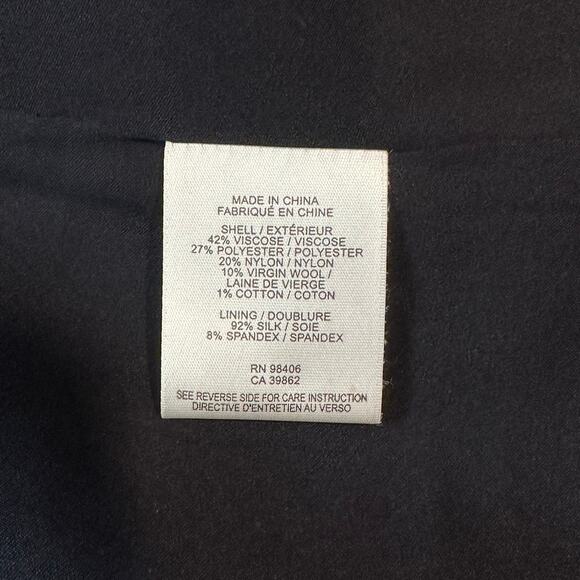 MADE IN CHINA
FABRIQUÉ EN CHINE
SHELL / EXTÉRIEUR
42% VISCOSE / VISCOSE
27% POLYESTER / POLYESTER
20% NYLON / NYLON
10% VIRGIN WOOL /
LAINE DE VIERGE
1% COTTON / COTON
LINING / DOUBLURE
92% SILK / SOIE
8% SPANDEX / SPANDEX
RN 98406
CA 39862
SEE REVERSE SIDE FOR CARE INSTRUCTION
DIRECTIVE D'ENTRETIEN AU VERSO